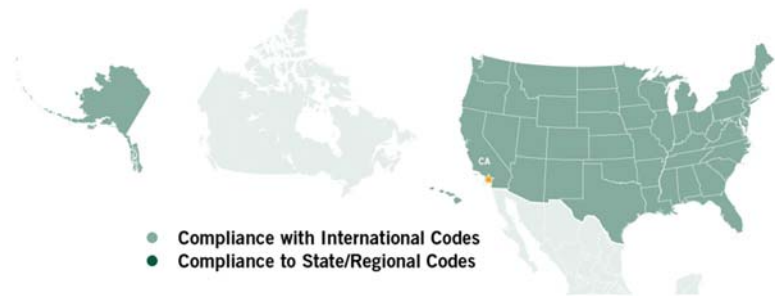 CA
Compliance with International Codes
Compliance to State/Regional Codes